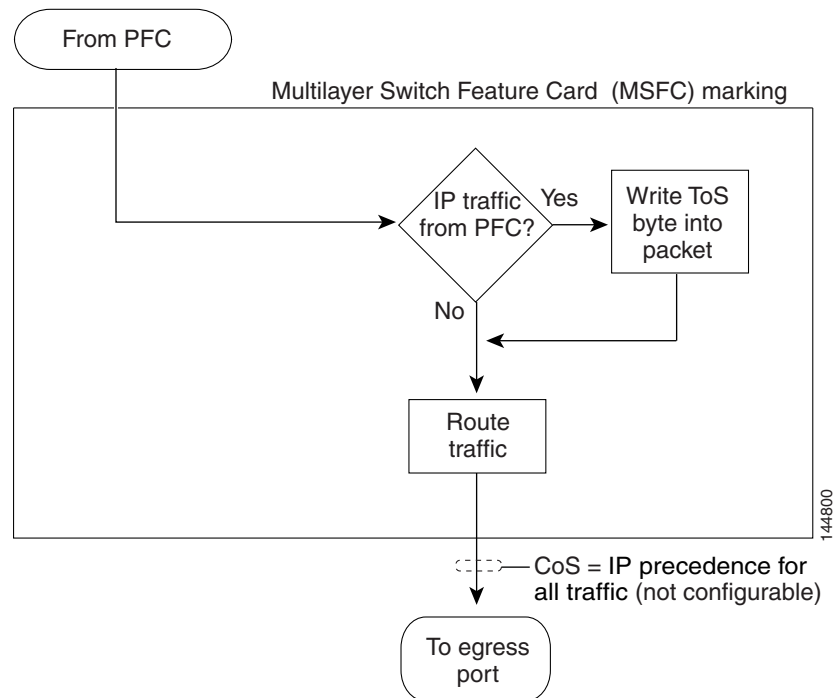 From PFC
Multilayer Switch Feature Card (MSFC) marking
IP traffic
from PFC?
Yes
Write ToS
byte into
packet
No
Route
traffic
144800
CoS = IP precedence for
all traffic (not configurable)
To egress
port